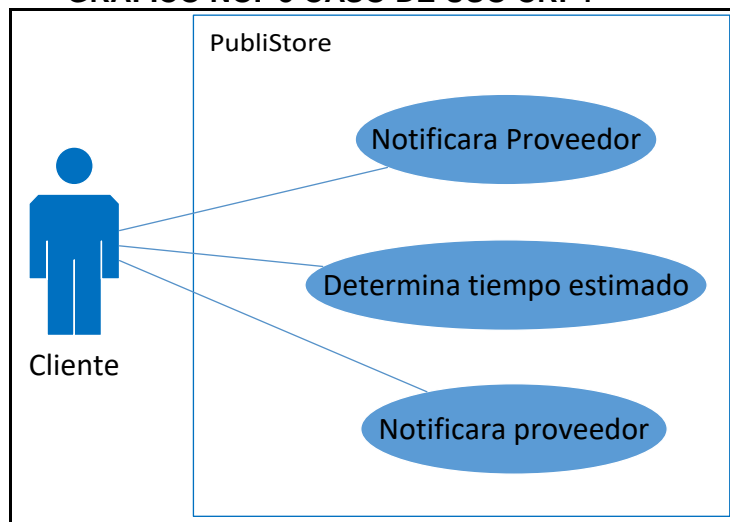 PubliStore
Notificara Proveedor
Determina tiempo estimado
Cliente
Notificara proveedor